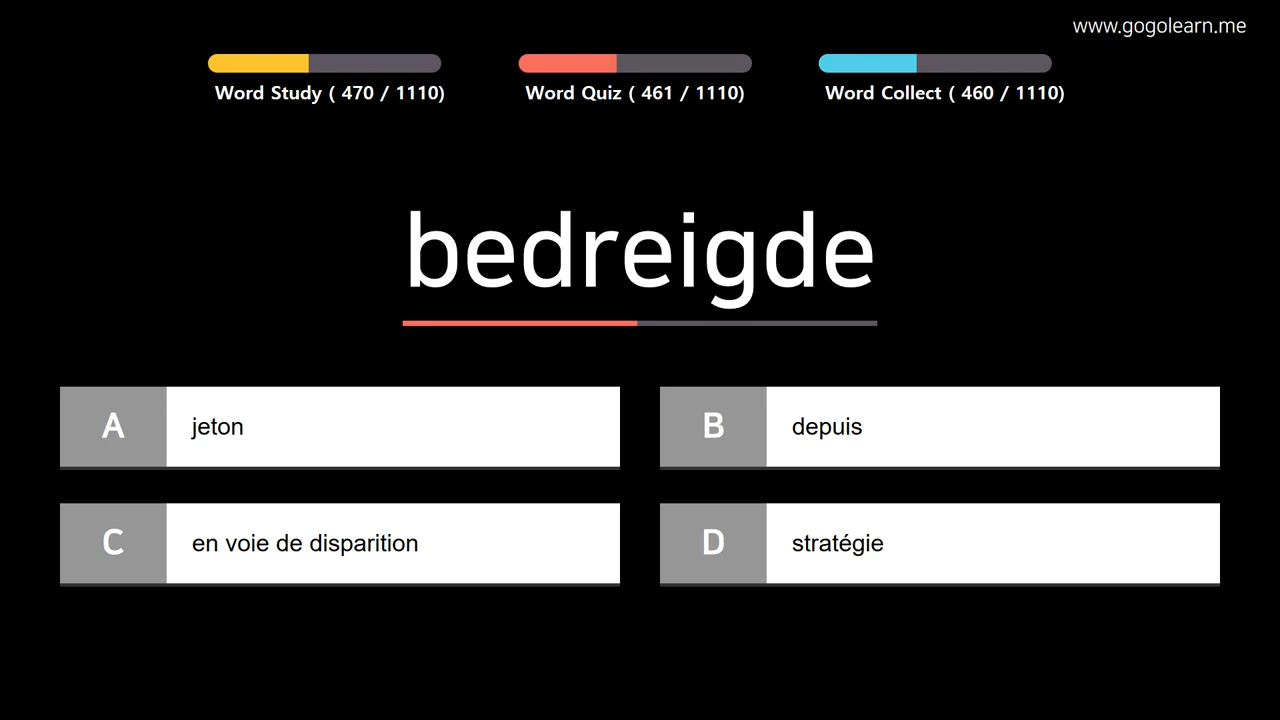 www.gogolearn.me
Word Study ( 470 / 1110)
Word Quiz ( 461 / 1110)
Word Collect ( 460 / 1110)
bedreigde
A jeton
B depuis
C en voie de disparition
D stratégie